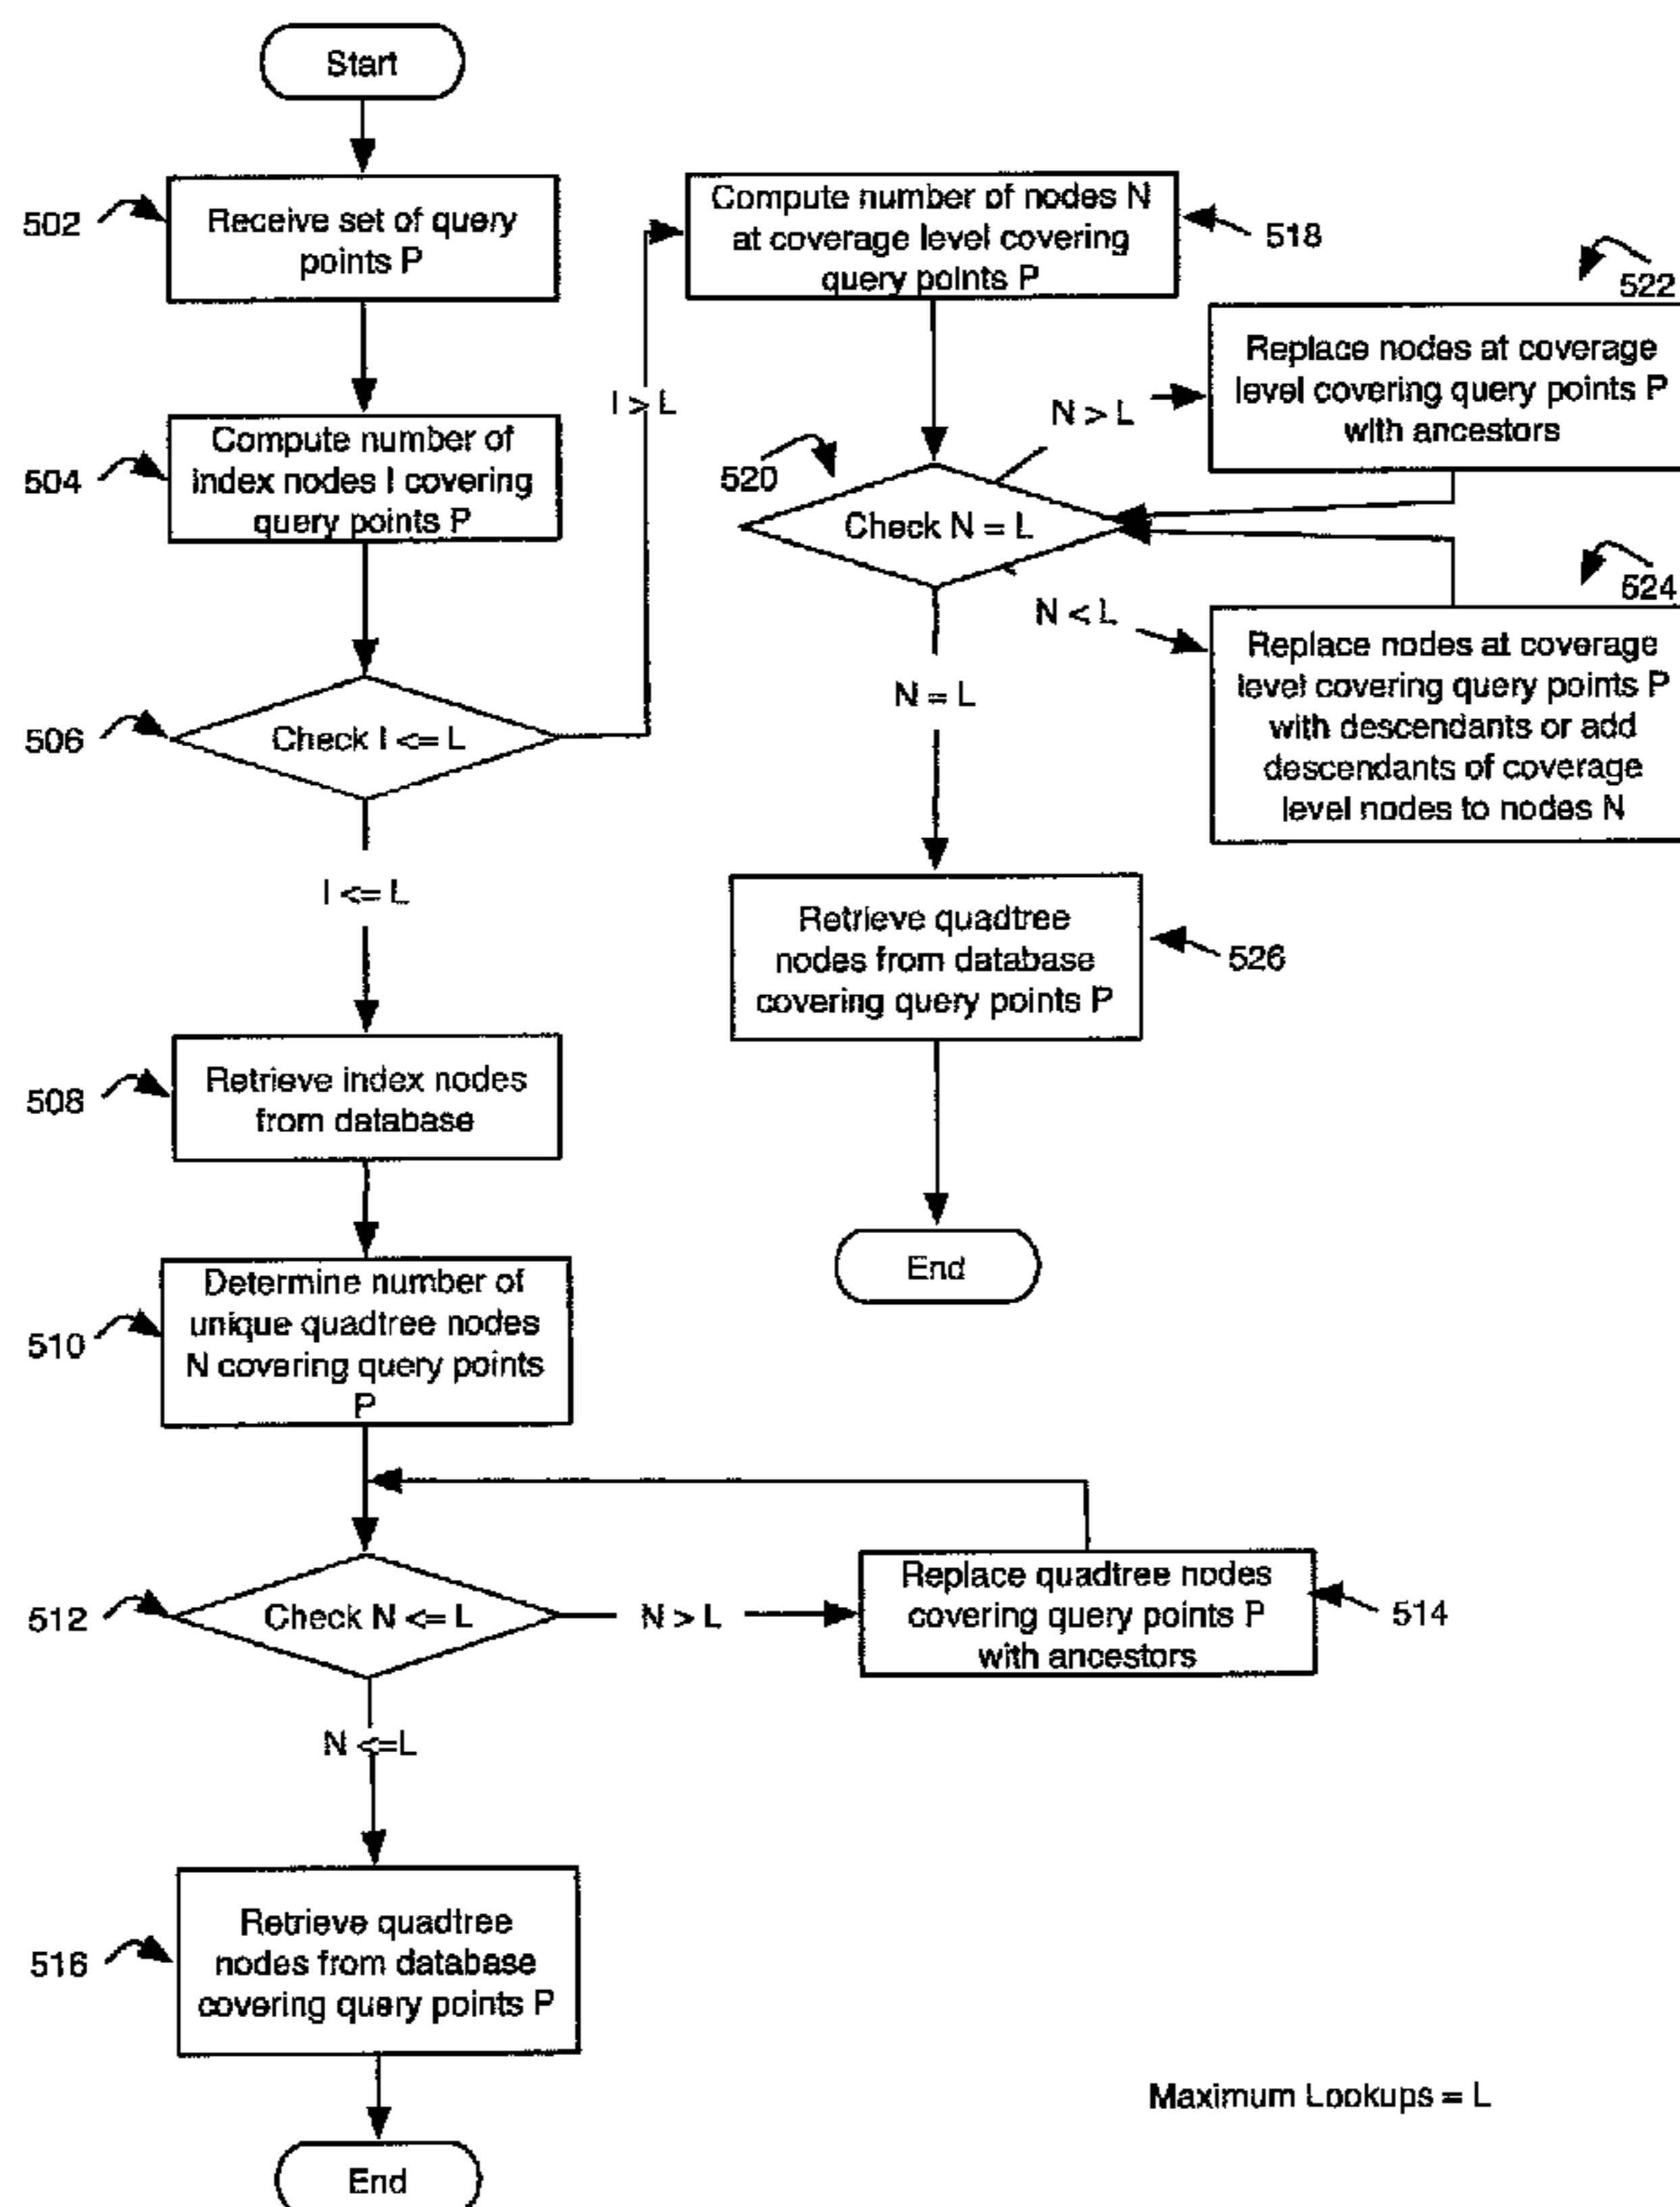 Start
502
Receive set of query
points P
504
Compute number of
index nodes I covering
query points P
506
Check I <= L
I > L
I <= L
508
Retrieve index nodes
from database
510
Determine number of
unique quadtree nodes
N covering query points
P
512
Check N <= L
N > L
Replace quadtree nodes
covering query points P
with ancestors
514
N <=L
516
Retrieve quadtree
nodes from database
covering query points P
End
Compute number of nodes N
at coverage level covering
query points P
518
520
Check N = L
N > L
522
Replace nodes at coverage
level covering query points P
with ancestors
N < L
524
Replace nodes at coverage
level covering query points P
with descendants or add
descendants of coverage
level nodes to nodes N
N = L
Retrieve quadtree
nodes from database
covering query points P
526
End
Maximum Lookups = L